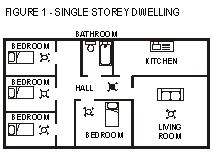 FIGURE 1 - SINGLE STOREY DWELLING
BATHROOM
BEDROOM
KITCHEN
BEDROOM
HALL
BEDROOM
BEDROOM
LIVING
ROOM